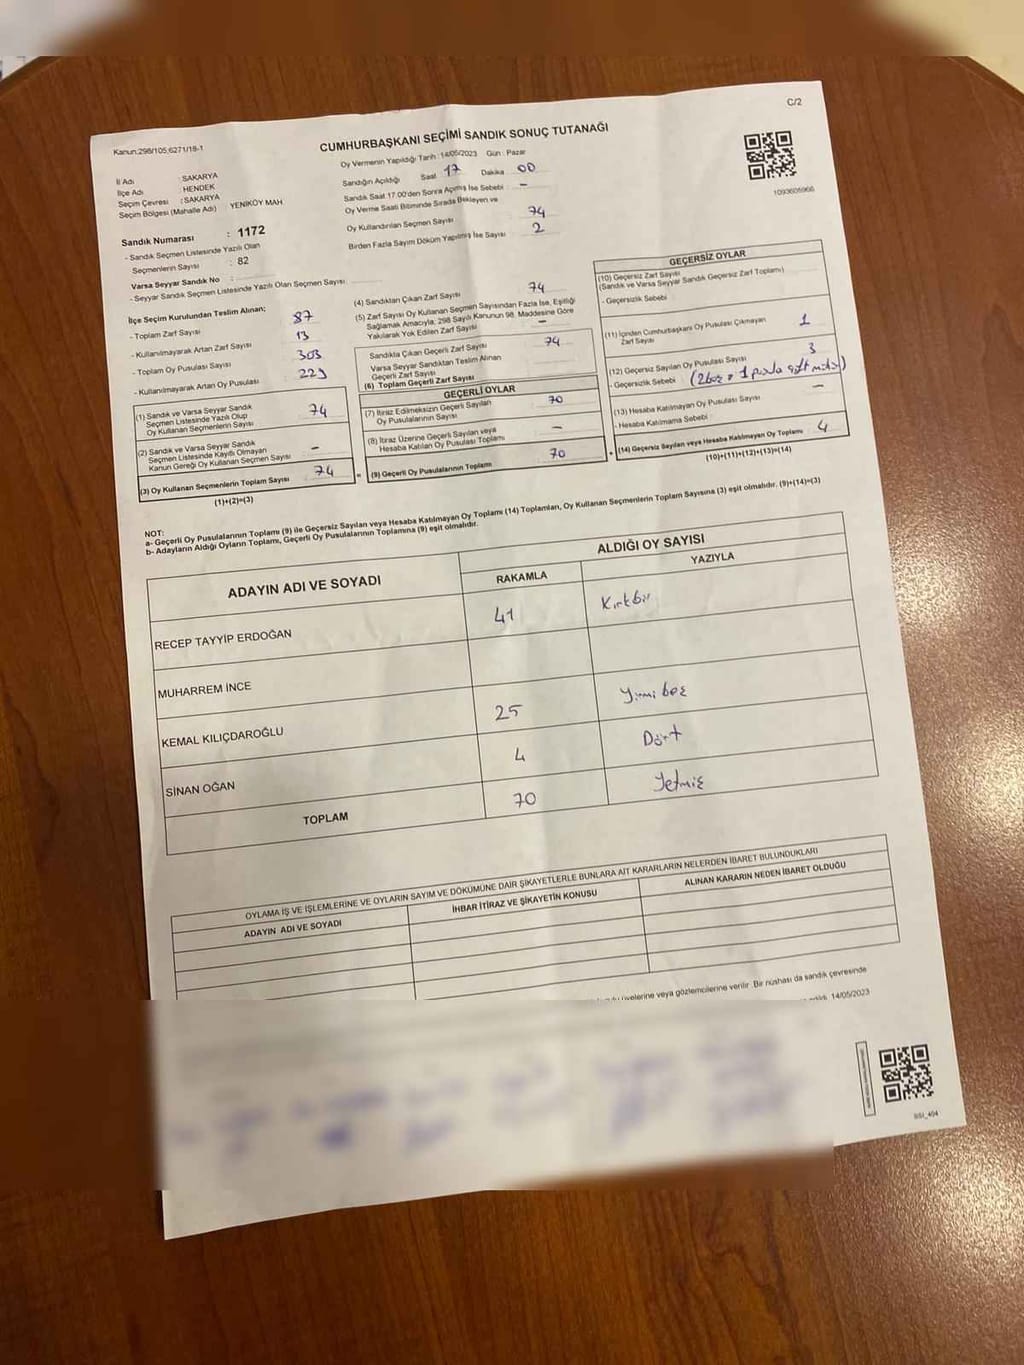 C/2
Kanun:298/105;6271/19-1
CUMHURBAŞKANI SEÇİMİ SANDIK SONUÇ TUTANAĞI
Oy Vermenin Yapıldığı Tarih :14/05/2023 Gün : Pazar
İl Adı : SAKARYA
İlçe Adı : HENDEK
Seçim Çevresi : SAKARYA
Seçim Bölgesi (Mahalle Adı) YENİKÖY MAH
Sandığın Açıldığı Saat 17 Dakika 00
Sandık Saat 17:00'den Sonra Açılmış İse Sebebi : -
Oy Verme Saati Bitiminde Sırada Bekleyen ve
Oy Kullandırılan Seçmen Sayısı 74
Birden Fazla Sayım Döküm Yapılmış İse Sayısı 2
1093605966
Sandık Numarası : 1172
- Sandık Seçmen Listesinde Yazılı Olan
Seçmenlerin Sayısı : 82
Varsa Seyyar Sandık No :
- Seyyar Sandık Seçmen Listesinde Yazılı Olan Seçmen Sayısı :
İlçe Seçim Kurulundan Teslim Alınan;
- Toplam Zarf Sayısı 87
- Kullanılmayarak Artan Zarf Sayısı 13
- Toplam Oy Pusulası Sayısı 303
- Kullanılmayarak Artan Oy Pusulası 229
(1) Sandık ve Varsa Seyyar Sandık
Seçmen Listesinde Yazılı Olup
Oy Kullanan Seçmenlerin Sayısı 74
(2) Sandık ve Varsa Seyyar Sandık
Seçmen Listesinde Kayıtlı Olmayan
Kanun Gereği Oy Kullanan Seçmen Sayısı -
(3) Oy Kullanan Seçmenlerin Toplam Sayısı 74
(1)+(2)=(3)
(4) Sandıktan Çıkan Zarf Sayısı 74
(5) Zarf Sayısı Oy Kullanan Seçmen Sayısından Fazla İse, Eşitliği
Sağlamak Amacıyla, 298 Sayılı Kanunun 98. Maddesine Göre
Yakılarak Yok Edilen Zarf Sayısı -
Sandıkta Çıkan Geçerli Zarf Sayısı 74
Varsa Seyyar Sandıktan Teslim Alınan
Geçerli Zarf Sayısı
(6) Toplam Geçerli Zarf Sayısı
GEÇERLİ OYLAR
(7) İtiraz Edilmeksizin Geçerli Sayılan
Oy Pusulalarının Sayısı 70
(8) İtiraz Üzerine Geçerli Sayılan veya
Hesaba Katılan Oy Pusulası Toplamı -
= (9) Geçerli Oy Pusulalarının Toplamı 70
GEÇERSİZ OYLAR
(10) Geçersiz Zarf Sayısı
(Sandık ve Varsa Seyyar Sandık Geçersiz Zarf Toplamı)
- Geçersizlik Sebebi
(11) İçinden Cumhurbaşkanı Oy Pusulası Çıkmayan
Zarf Sayısı 1
(12) Geçersiz Sayılan Oy Pusulası Sayısı 3
- Geçersizlik Sebebi (2boş + 1 pusula çift mühür)
(13) Hesaba Katılmayan Oy Pusulası Sayısı -
- Hesaba Katılmama Sebebi
+ (14) Geçersiz Sayılan veya Hesaba Katılmayan Oy Toplamı 4
(10)+(11)+(12)+(13)=(14)
NOT:
a- Geçerli Oy Pusulalarının Toplamı (9) ile Geçersiz Sayılan veya Hesaba Katılmayan Oy Toplamı (14) Toplamları, Oy Kullanan Seçmenlerin Toplam Sayısına (3) eşit olmalıdır. (9)+(14)=(3)
b- Adayların Aldığı Oyların Toplamı, Geçerli Oy Pusulalarının Toplamına (9) eşit olmalıdır.
ADAYIN ADI VE SOYADI
ALDIĞI OY SAYISI
RAKAMLA YAZIYLA
RECEP TAYYİP ERDOĞAN 41 Kırkbir
MUHARREM İNCE
KEMAL KILIÇDAROĞLU 25 Yirmi beş
SİNAN OĞAN 4 Dört
TOPLAM 70 Yetmiş
OYLAMA İŞ VE İŞLEMLERİNE VE OYLARIN SAYIM VE DÖKÜMÜNE DAİR ŞİKAYETLERLE BUNLARA AİT KARARLARIN NELERDEN İBARET BULUNDUKLARI
ADAYIN ADI VE SOYADI İHBAR İTİRAZ VE ŞİKAYETİN KONUSU ALINAN KARARIN NEDEN İBARET OLDUĞU
üyelerine veya gözlemcilerine verilir. Bir nüshası da sandık çevresinde
14/05/2023